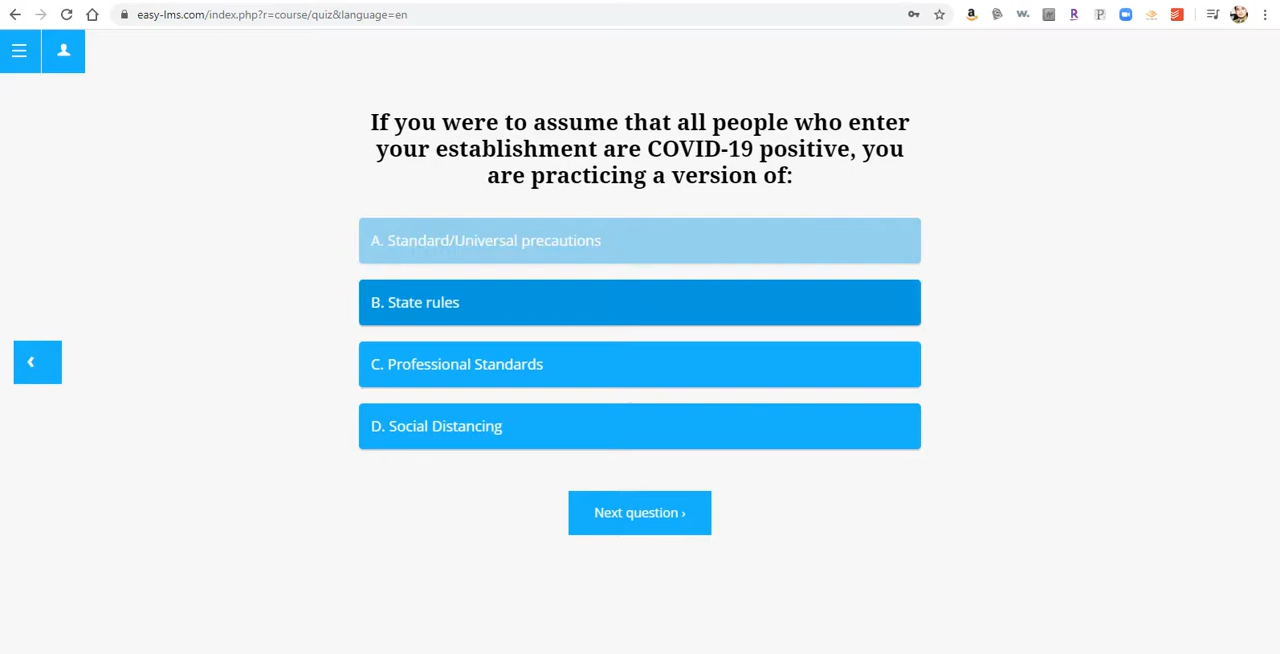 easy-lms.com/index.php?r=course/quiz&language=en
If you were to assume that all people who enter
your establishment are COVID-19 positive, you
are practicing a version of:
A. Standard/Universal precautions
B. State rules
C. Professional Standards
D. Social Distancing
Next question ›